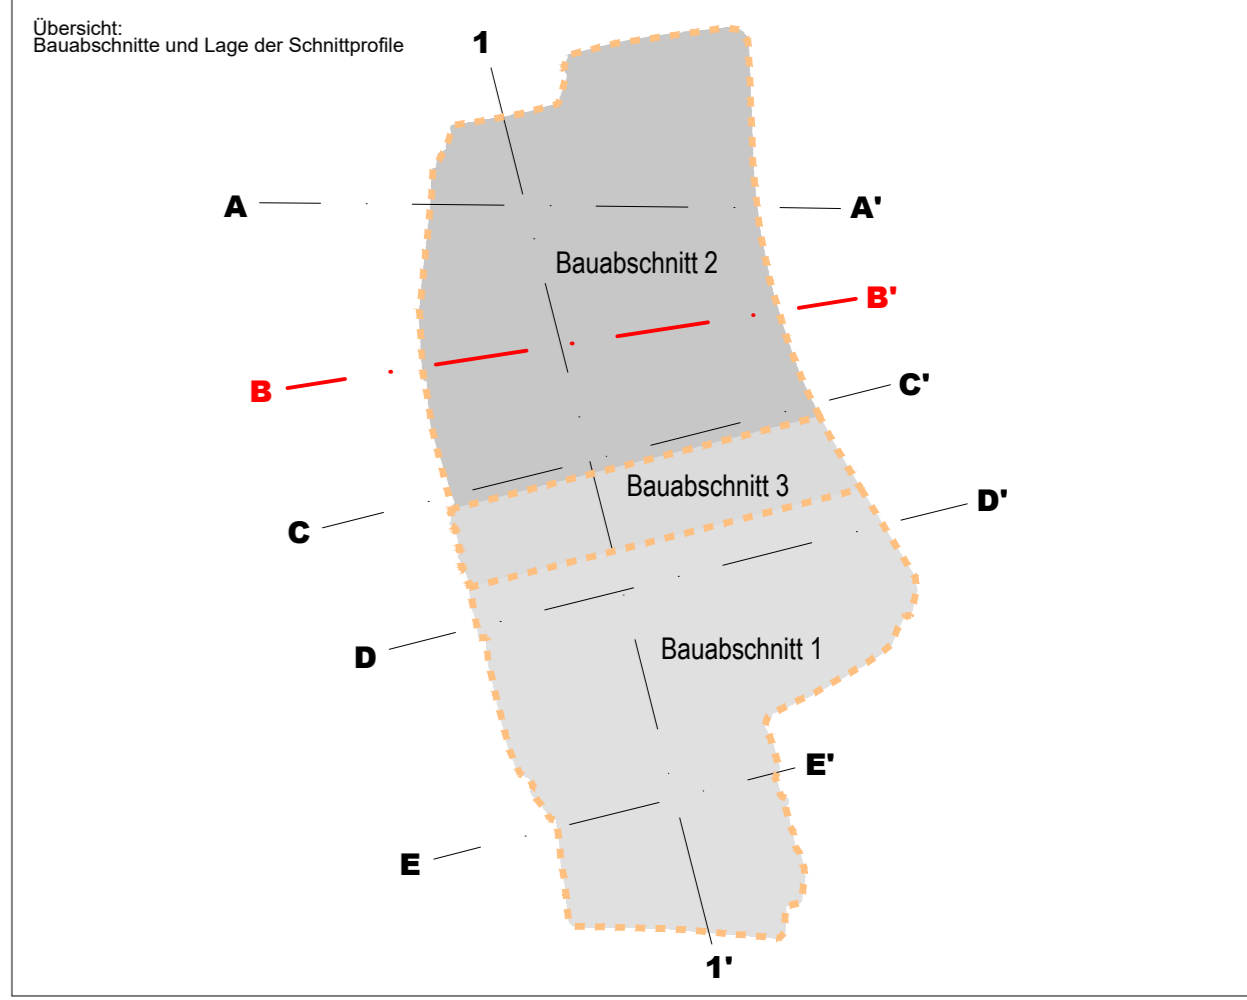 Übersicht:
Bauabschnitte und Lage der Schnittprofile
1
A
A'
Bauabschnitt 2
B'
B
C'
Bauabschnitt 3
D'
C
Bauabschnitt 1
D
E'
E
1'